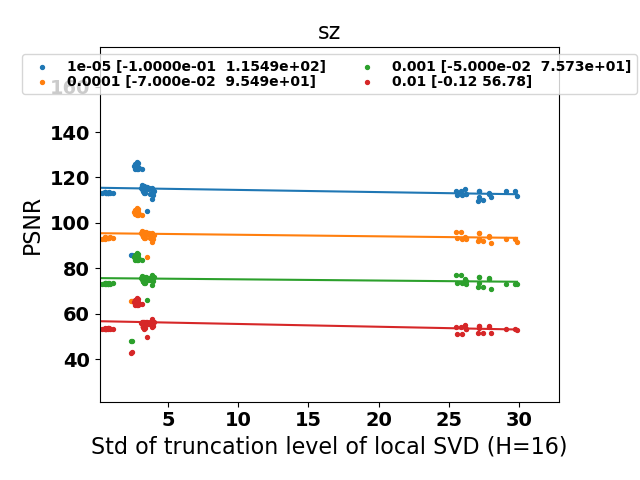 sz
1e-05 [-1.0000e-01  1.1549e+02]
0.0001 [-7.000e-02  9.549e+01]
0.001 [-5.000e-02  7.573e+01]
0.01 [-0.12 56.78]
160
140
120
100
80
60
40
PSNR
5 10 15 20 25 30
Std of truncation level of local SVD (H=16)